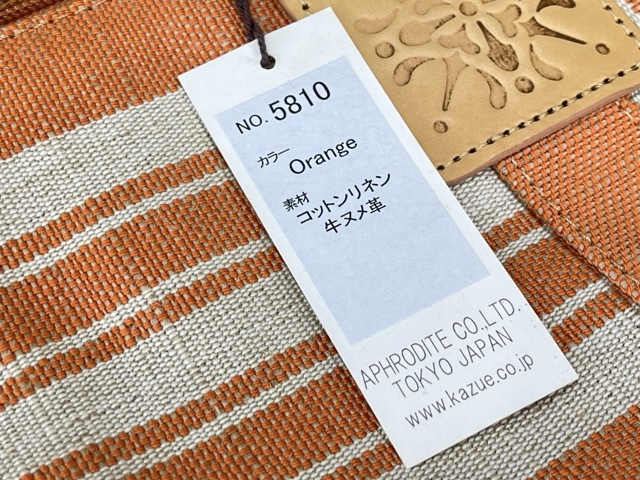 NO. 5810
カラー Orange
素材 コットンリネン
牛ヌメ革
APHRODITE CO.,LTD.
TOKYO JAPAN
www.kazue.co.jp